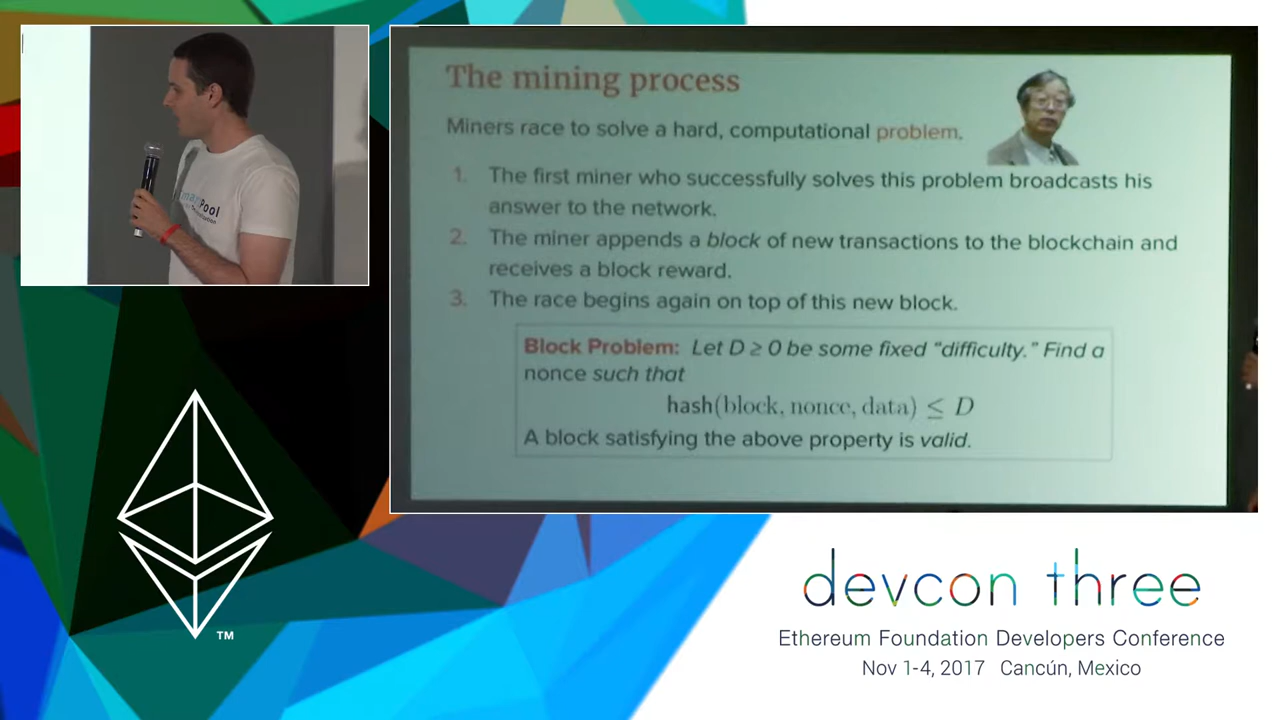 Pool
The mining process
Miners race to solve a hard, computational problem.
1. The first miner who successfully solves this problem broadcasts his
answer to the network.
2. The miner appends a block of new transactions to the blockchain and
receives a block reward.
3. The race begins again on top of this new block.
Block Problem: Let D ≥ 0 be some fixed "difficulty." Find a
nonce such that
hash(block, nonce, data) ≤ D
A block satisfying the above property is valid.
TM
devcon three
Ethereum Foundation Developers Conference
Nov 1-4, 2017 Cancún, Mexico